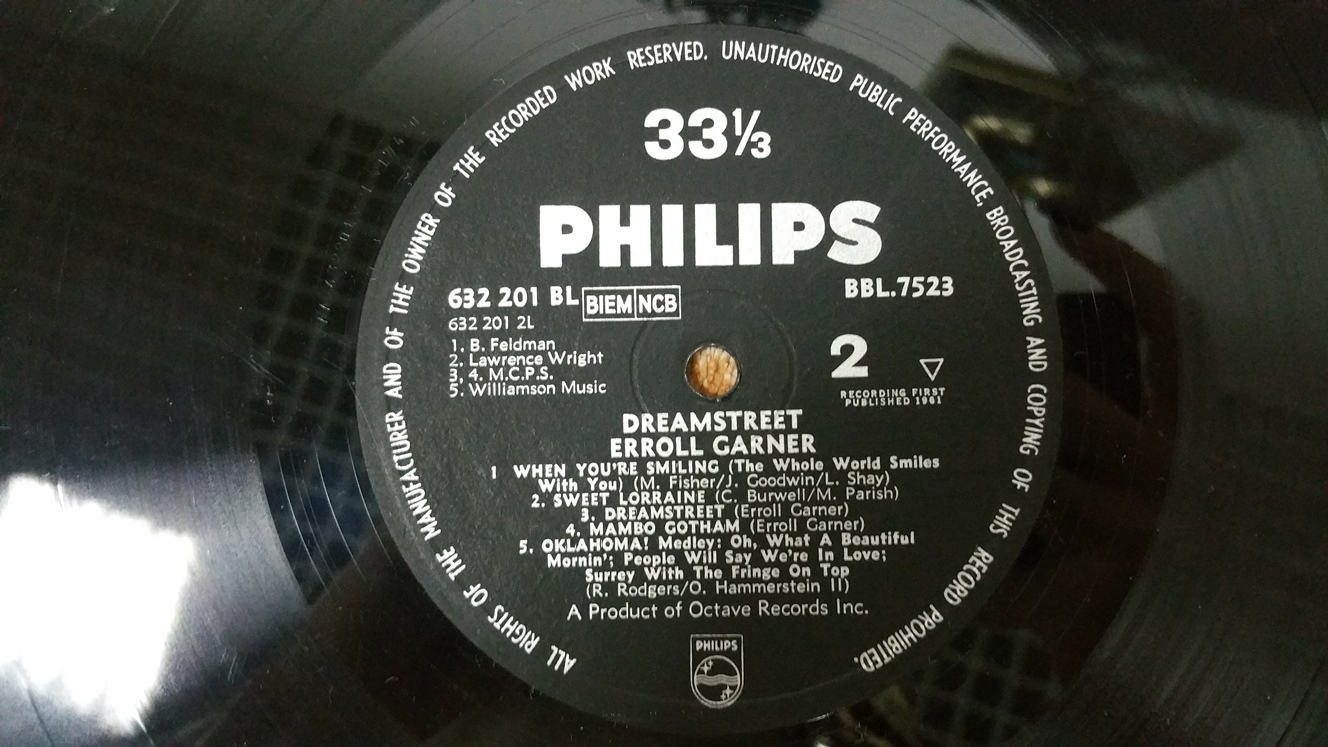 ALL RIGHTS OF THE MANUFACTURER AND OF THE OWNER OF THE RECORDED WORK RESERVED. UNAUTHORISED PUBLIC PERFORMANCE, BROADCASTING AND COPYING OF THIS RECORD PROHIBITED.
33⅓
PHILIPS
632 201 BL BIEM NCB
BBL.7523
632 201 2L
1. B. Feldman
2. Lawrence Wright
3. 4. M.C.P.S.
5. Williamson Music
2
RECORDING FIRST
PUBLISHED 1961
DREAMSTREET
ERROLL GARNER
1 WHEN YOU'RE SMILING (The Whole World Smiles
With You) (M. Fisher/J. Goodwin/L. Shay)
2. SWEET LORRAINE (C. Burwell/M. Parish)
3. DREAMSTREET (Erroll Garner)
4. MAMBO GOTHAM (Erroll Garner)
5. OKLAHOMA! Medley: Oh, What A Beautiful
Mornin'; People Will Say We're In Love;
Surrey With The Fringe On Top
(R. Rodgers/O. Hammerstein II)
A Product of Octave Records Inc.
PHILIPS